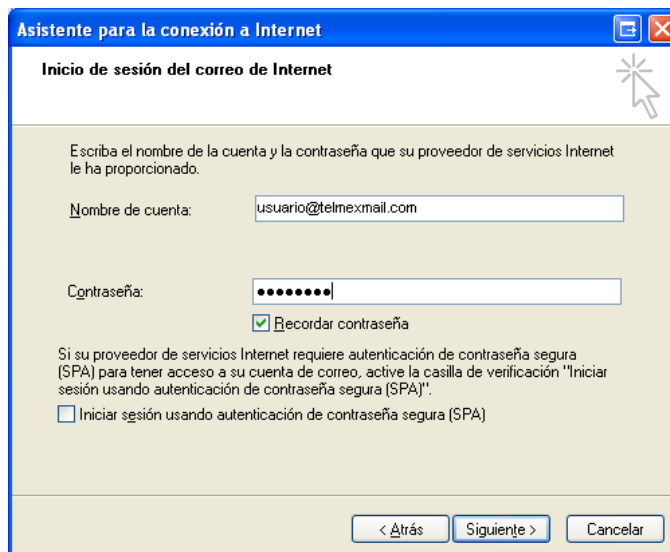 Asistente para la conexión a Internet
Inicio de sesión del correo de Internet
Escriba el nombre de la cuenta y la contraseña que su proveedor de servicios Internet
le ha proporcionado.
Nombre de cuenta: usuario@telmexmail.com
Contraseña: ••••••••
Recordar contraseña
Si su proveedor de servicios Internet requiere autenticación de contraseña segura
(SPA) para tener acceso a su cuenta de correo, active la casilla de verificación "Iniciar
sesión usando autenticación de contraseña segura (SPA)".
Iniciar sesión usando autenticación de contraseña segura (SPA)
< Atrás Siguiente > Cancelar